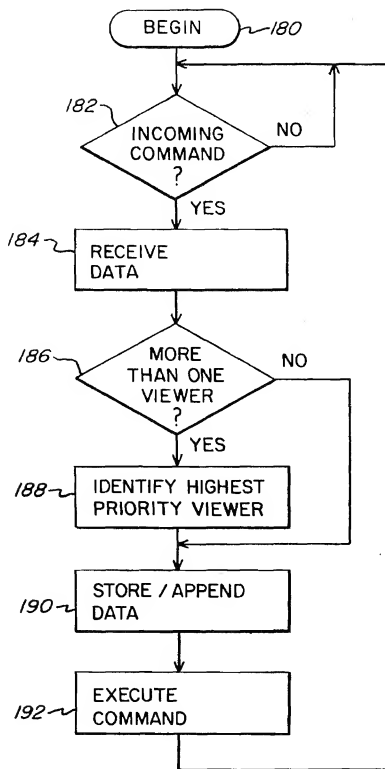 BEGIN
180
182
INCOMING
COMMAND
?
NO
YES
184
RECEIVE
DATA
186
MORE
THAN ONE
VIEWER
?
NO
YES
188
IDENTIFY HIGHEST
PRIORITY VIEWER
190
STORE / APPEND
DATA
192
EXECUTE
COMMAND